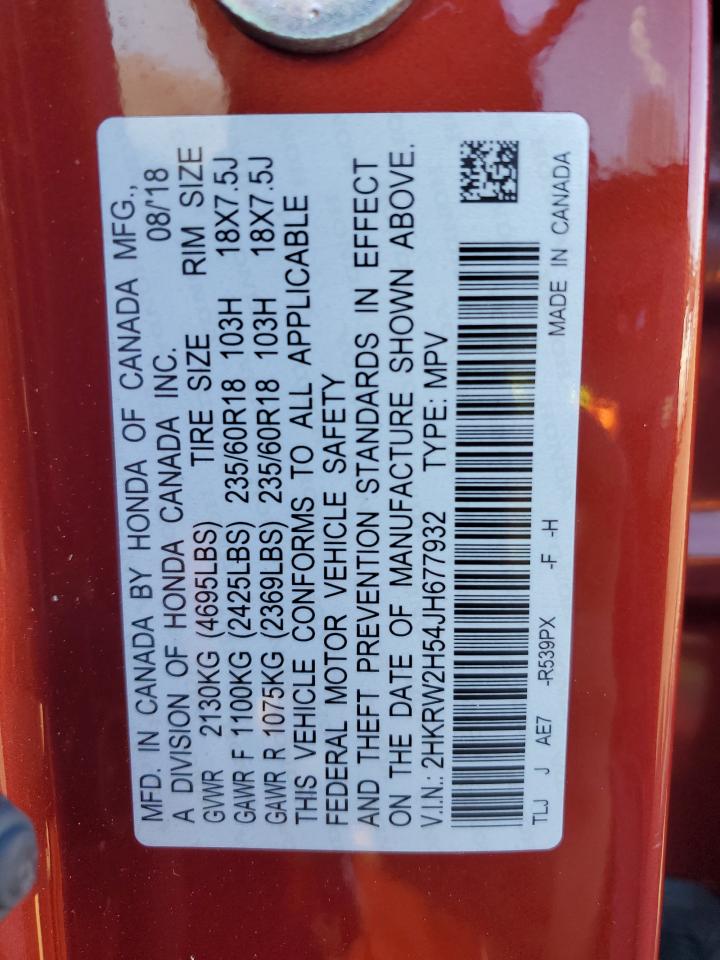 MFD. IN CANADA BY HONDA OF CANADA MFG.,
A DIVISION OF HONDA CANADA INC. 08/'18
GVWR 2130KG (4695LBS) TIRE SIZE RIM SIZE
GAWR F 1100KG (2425LBS) 235/60R18 103H 18X7.5J
GAWR R 1075KG (2369LBS) 235/60R18 103H 18X7.5J
THIS VEHICLE CONFORMS TO ALL APPLICABLE
FEDERAL MOTOR VEHICLE SAFETY
AND THEFT PREVENTION STANDARDS IN EFFECT
ON THE DATE OF MANUFACTURE SHOWN ABOVE.
V.I.N.: 2HKRW2H54JH677932 TYPE: MPV
TLJ J AE7 -R539PX -F -H MADE IN CANADA